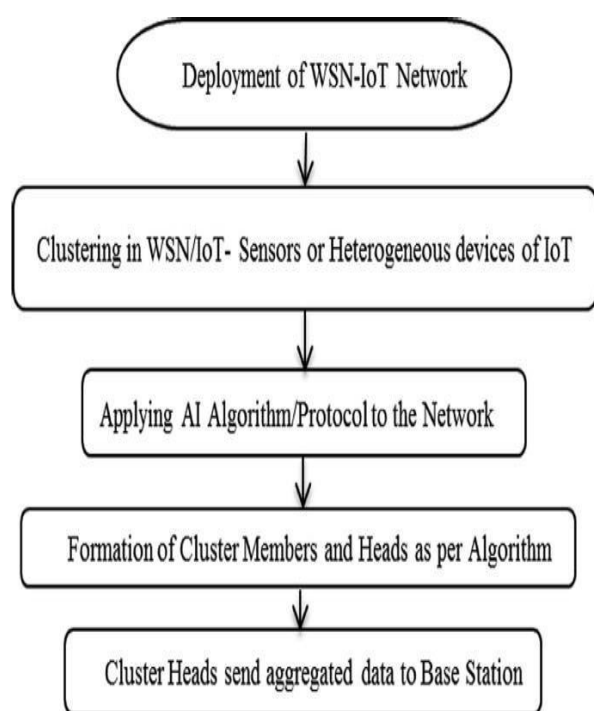 Deployment of WSN-IoT Network
Clustering in WSN/IoT- Sensors or Heterogeneous devices of IoT
Applying AI Algorithm/Protocol to the Network
Formation of Cluster Members and Heads as per Algorithm
Cluster Heads send aggregated data to Base Station